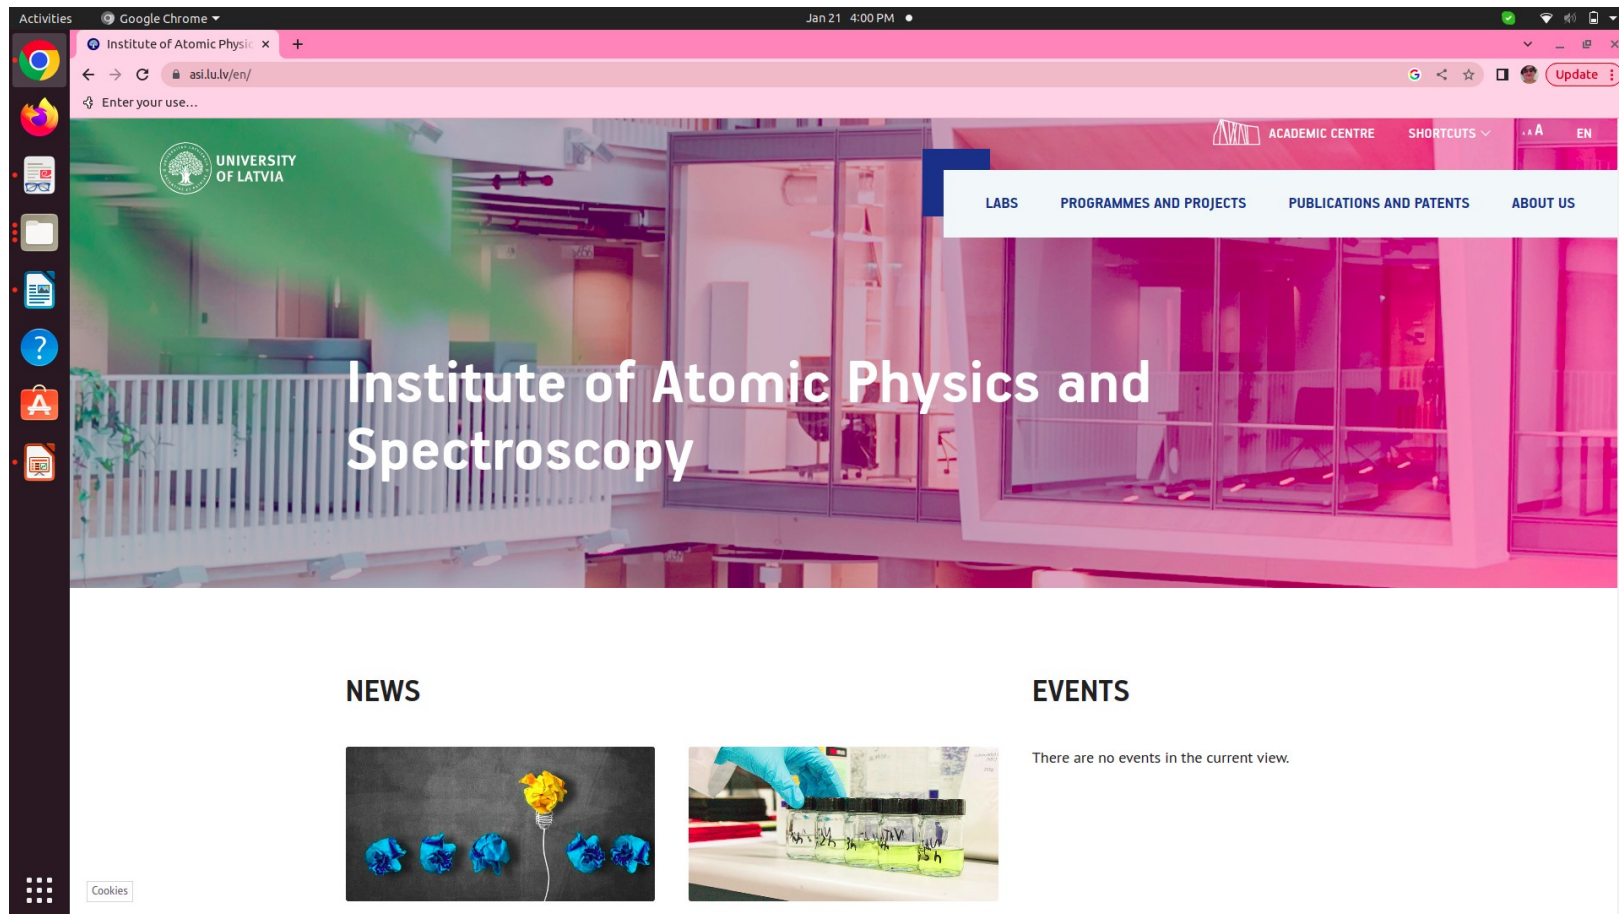 Activities
Google Chrome
Jan 21 4:00 PM
Institute of Atomic Physic
asi.lu.lv/en/
Update
Enter your use...
UNIVERSITY
OF LATVIA
ACADEMIC CENTRE
SHORTCUTS
A A A
EN
LABS
PROGRAMMES AND PROJECTS
PUBLICATIONS AND PATENTS
ABOUT US
Institute of Atomic Physics and
Spectroscopy
NEWS
EVENTS
There are no events in the current view.
Cookies